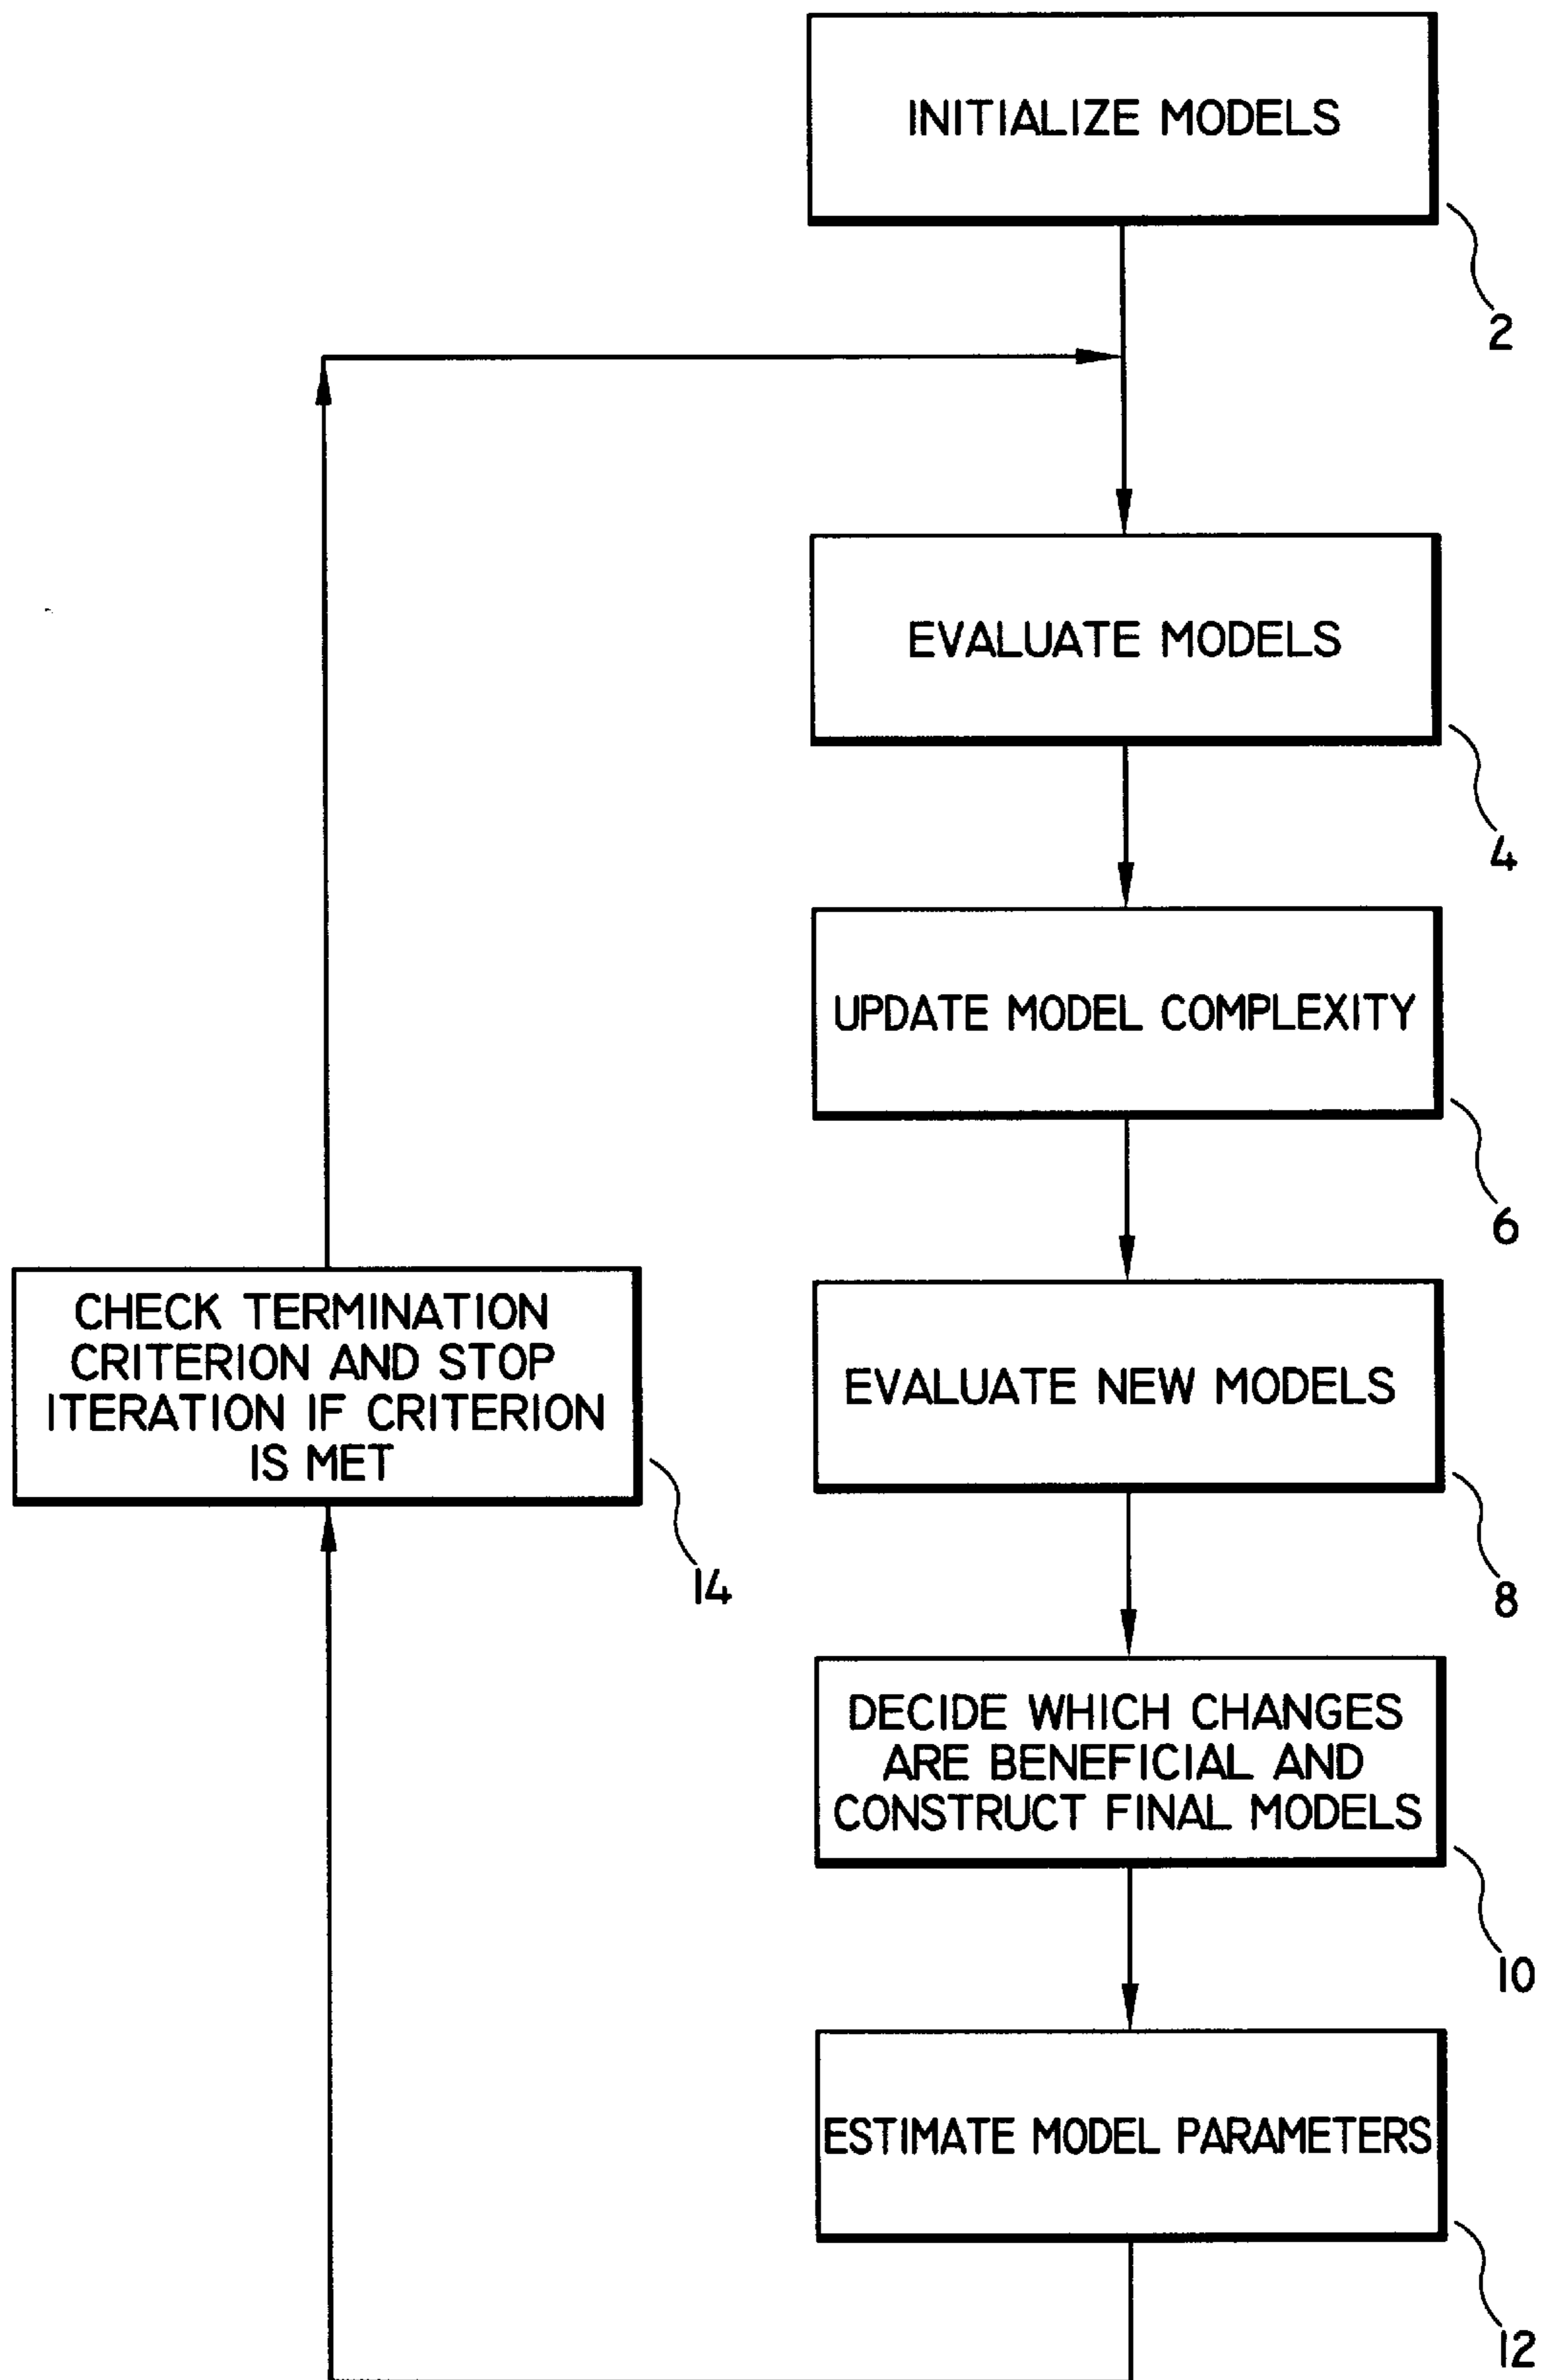 INITIALIZE MODELS
2
EVALUATE MODELS
4
UPDATE MODEL COMPLEXITY
6
CHECK TERMINATION
CRITERION AND STOP
ITERATION IF CRITERION
IS MET
14
EVALUATE NEW MODELS
8
DECIDE WHICH CHANGES
ARE BENEFICIAL AND
CONSTRUCT FINAL MODELS
10
ESTIMATE MODEL PARAMETERS
12